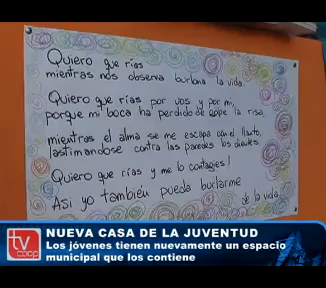 Quiero que rías
mientras nos observa burlona la vida.
Quiero que rías por vos y por mí,
porque mi boca ha perdido de golpe la risa,
mientras el alma se me escapa con el llanto,
lastimándose contra las paredes los dientes.
Quiero que rías y me lo contagies!
Así yo también pueda burlarme
de la vida
tv
coop
NUEVA CASA DE LA JUVENTUD
Los jóvenes tienen nuevamente un espacio
municipal que los contiene